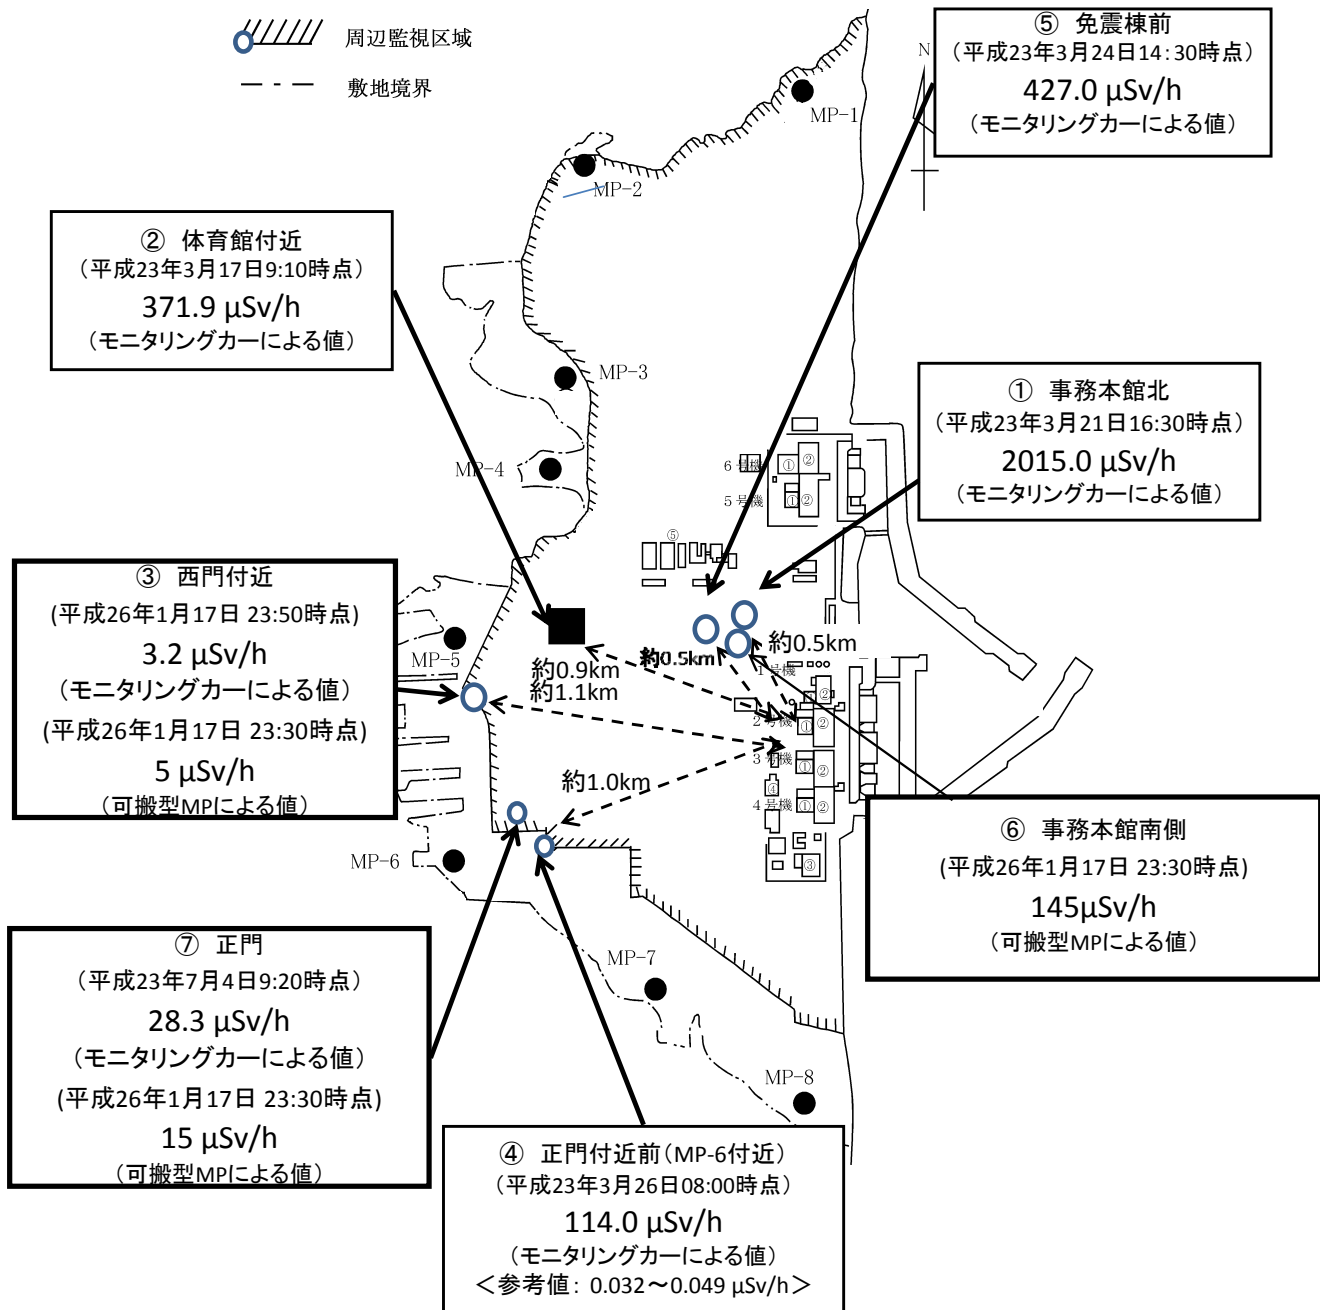 周辺監視区域
敷地境界
⑤ 免震棟前
（平成23年3月24日14：30時点）
427.0 μSv/h
（モニタリングカーによる値）
N
MP-1
MP-2
② 体育館付近
（平成23年3月17日9:10時点）
371.9 μSv/h
（モニタリングカーによる値）
MP-3
① 事務本館北
（平成23年3月21日16:30時点）
2015.0 μSv/h
（モニタリングカーによる値）
MP-4
6号機
① ②
5号機
① ②
⑤
③ 西門付近
(平成26年1月17日 23:50時点)
3.2 μSv/h
（モニタリングカーによる値）
(平成26年1月17日 23:30時点)
5 μSv/h
（可搬型MPによる値）
MP-5
約0.9km
約1.1km
約0.5km
約0.5km
1号機
②
2号機
① ②
3号機
① ②
④
4号機
① ②
③
約1.0km
MP-6
⑥ 事務本館南側
(平成26年1月17日 23:30時点)
145μSv/h
（可搬型MPによる値）
⑦ 正門
（平成23年7月4日9:20時点）
28.3 μSv/h
（モニタリングカーによる値）
(平成26年1月17日 23:30時点)
15 μSv/h
（可搬型MPによる値）
MP-7
MP-8
④ 正門付近前（MP-6付近）
（平成23年3月26日08:00時点）
114.0 μSv/h
（モニタリングカーによる値）
＜参考値： 0.032～0.049 μSv/h＞